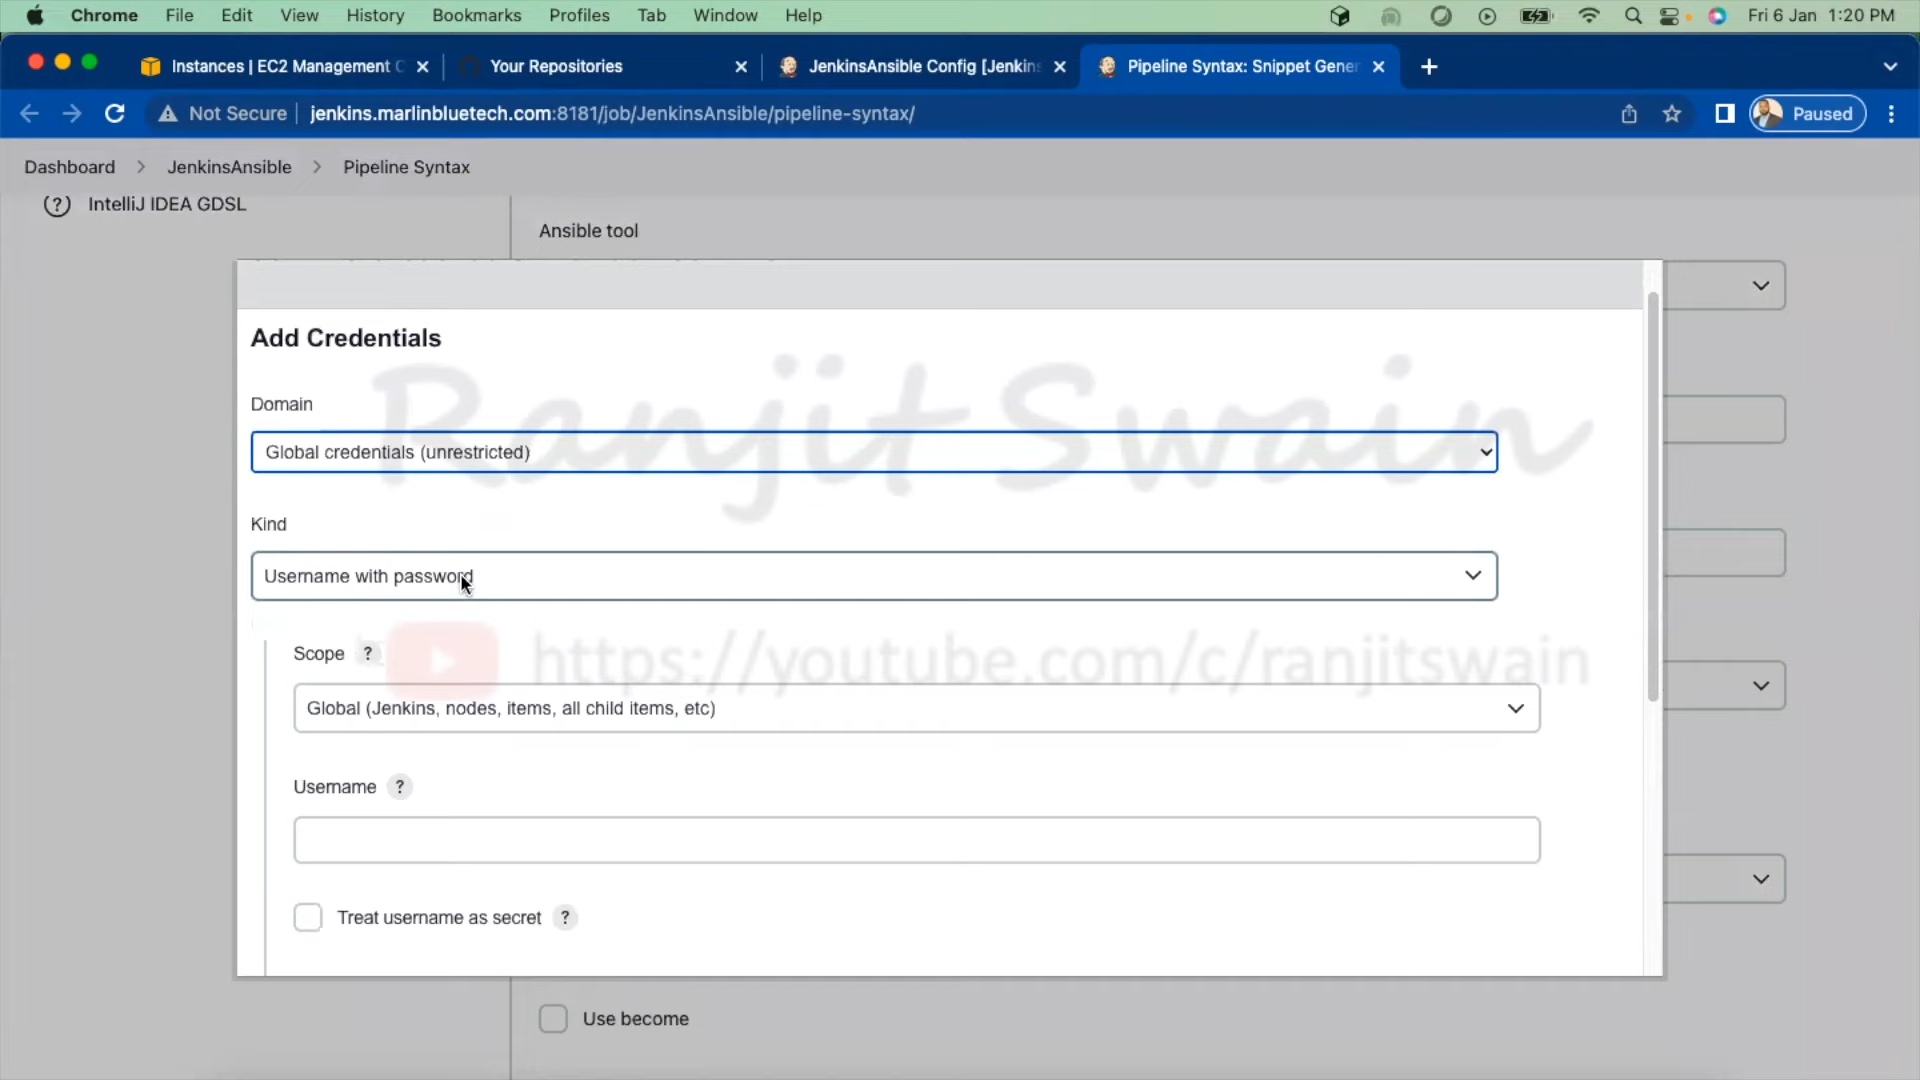 Chrome File Edit View History Bookmarks Profiles Tab Window Help Fri 6 Jan 1:20 PM
Instances | EC2 Management C
Your Repositories
JenkinsAnsible Config [Jenkins
Pipeline Syntax: Snippet Gener
Not Secure jenkins.marlinbluetech.com:8181/job/JenkinsAnsible/pipeline-syntax/ Paused
Dashboard > JenkinsAnsible > Pipeline Syntax
? IntelliJ IDEA GDSL
Ansible tool
Add Credentials
Ranjit Swain
Domain
Global credentials (unrestricted)
Kind
Username with password
Scope ?
https://youtube.com/c/ranjitswain
Global (Jenkins, nodes, items, all child items, etc)
Username ?
Treat username as secret ?
Use become